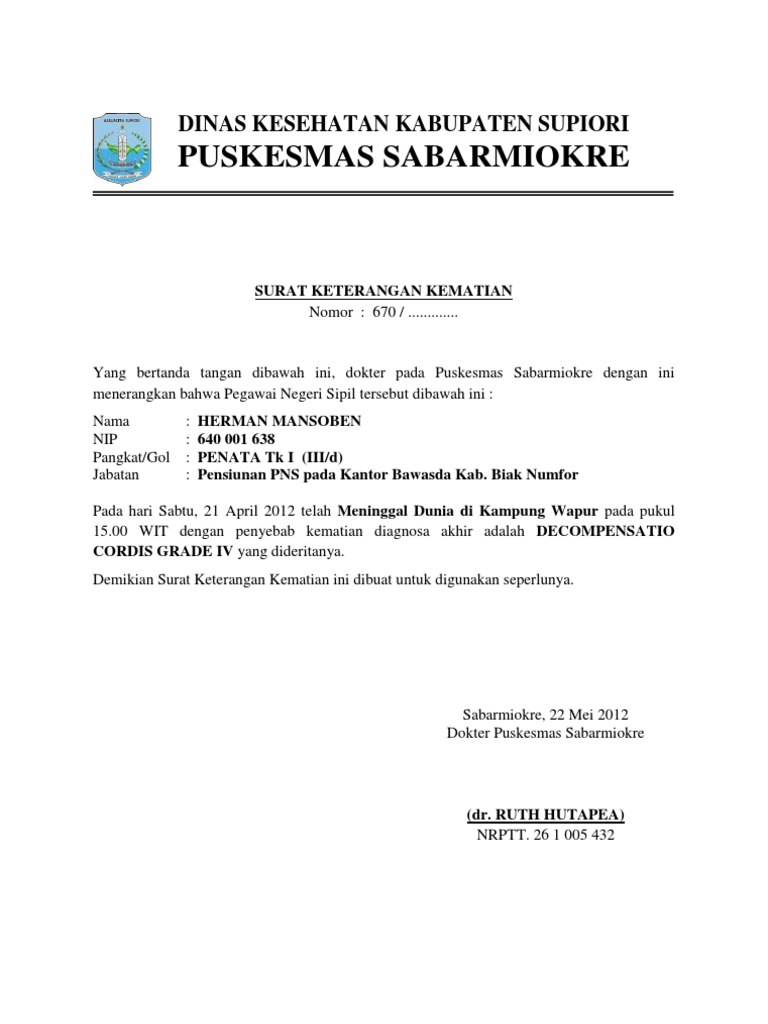 DINAS KESEHATAN KABUPATEN SUPIORI
PUSKESMAS SABARMIOKRE
SURAT KETERANGAN KEMATIAN
Nomor : 670 / .............
Yang bertanda tangan dibawah ini, dokter pada Puskesmas Sabarmiokre dengan ini
menerangkan bahwa Pegawai Negeri Sipil tersebut dibawah ini :
Nama : HERMAN MANSOBEN
NIP : 640 001 638
Pangkat/Gol : PENATA Tk I (III/d)
Jabatan : Pensiunan PNS pada Kantor Bawasda Kab. Biak Numfor
Pada hari Sabtu, 21 April 2012 telah Meninggal Dunia di Kampung Wapur pada pukul
15.00 WIT dengan penyebab kematian diagnosa akhir adalah DECOMPENSATIO
CORDIS GRADE IV yang dideritanya.
Demikian Surat Keterangan Kematian ini dibuat untuk digunakan seperlunya.
Sabarmiokre, 22 Mei 2012
Dokter Puskesmas Sabarmiokre
(dr. RUTH HUTAPEA)
NRPTT. 26 1 005 432